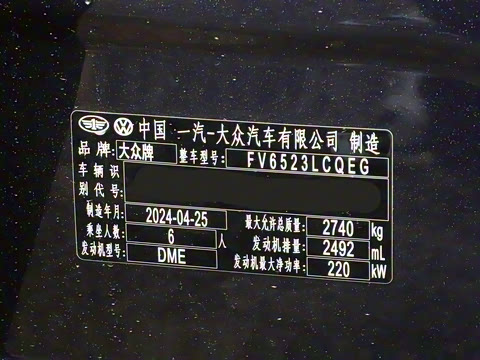 中国 一汽-大众汽车有限公司 制造
品牌: 大众牌 整车型号: FV6523LCQEG
车辆识
别代号:
制造年月: 2024-04-25 最大允许总质量: 2740 kg
乘坐人数: 6 人 发动机排量: 2492 mL
发动机型号: DME 发动机最大净功率: 220 kW